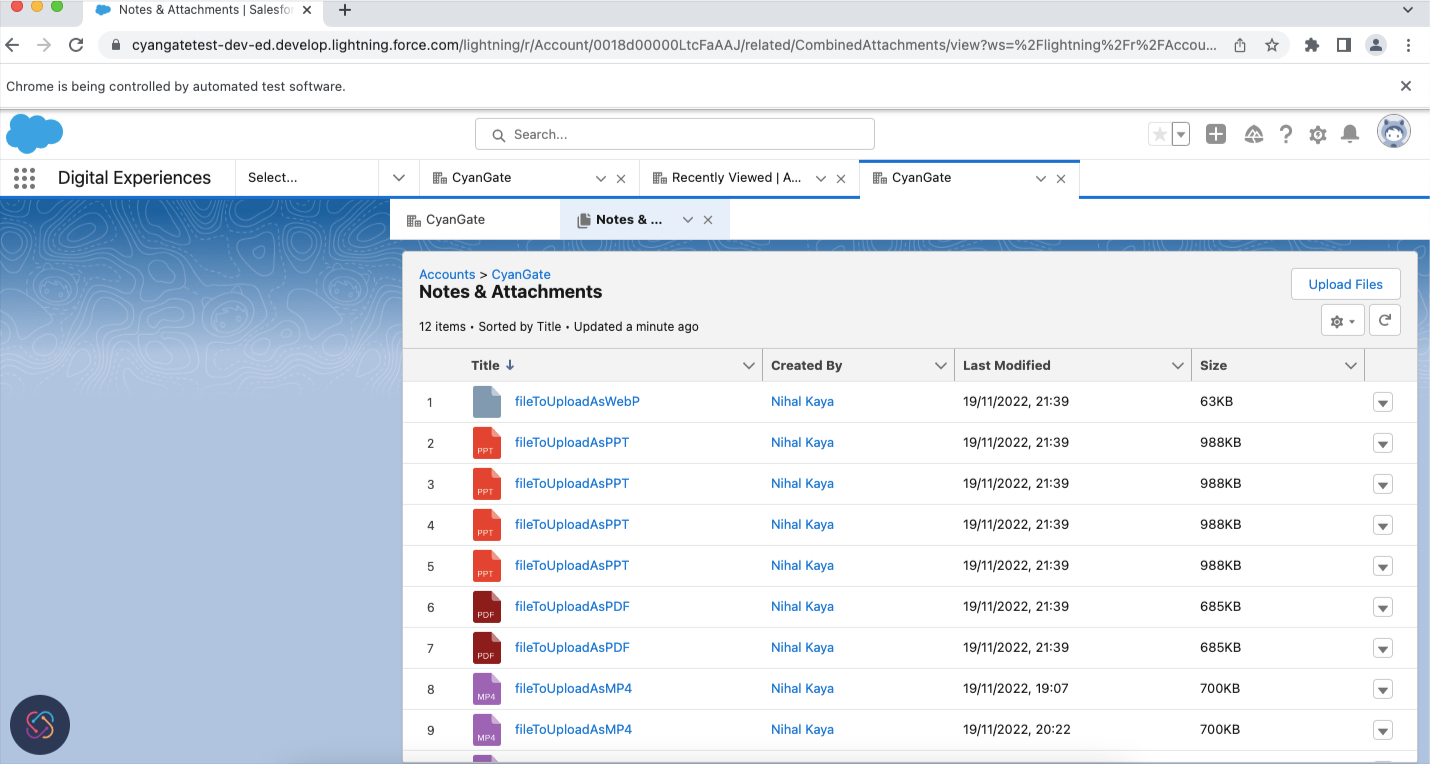 Notes & Attachments | Salesfor
cyangatetest-dev-ed.develop.lightning.force.com/lightning/r/Account/0018d00000LtcFaAAJ/related/CombinedAttachments/view?ws=%2Flightning%2Fr%2FAccou...
Chrome is being controlled by automated test software.
Search...
Digital Experiences
Select...
CyanGate
Recently Viewed | A...
CyanGate
CyanGate
Notes & ...
Accounts > CyanGate
Notes & Attachments
Upload Files
12 items • Sorted by Title • Updated a minute ago
Title Created By Last Modified Size
1 fileToUploadAsWebP Nihal Kaya 19/11/2022, 21:39 63KB
2 PPT fileToUploadAsPPT Nihal Kaya 19/11/2022, 21:39 988KB
3 PPT fileToUploadAsPPT Nihal Kaya 19/11/2022, 21:39 988KB
4 PPT fileToUploadAsPPT Nihal Kaya 19/11/2022, 21:39 988KB
5 PPT fileToUploadAsPPT Nihal Kaya 19/11/2022, 21:39 988KB
6 PDF fileToUploadAsPDF Nihal Kaya 19/11/2022, 21:39 685KB
7 PDF fileToUploadAsPDF Nihal Kaya 19/11/2022, 21:39 685KB
8 MP4 fileToUploadAsMP4 Nihal Kaya 19/11/2022, 19:07 700KB
9 MP4 fileToUploadAsMP4 Nihal Kaya 19/11/2022, 20:22 700KB